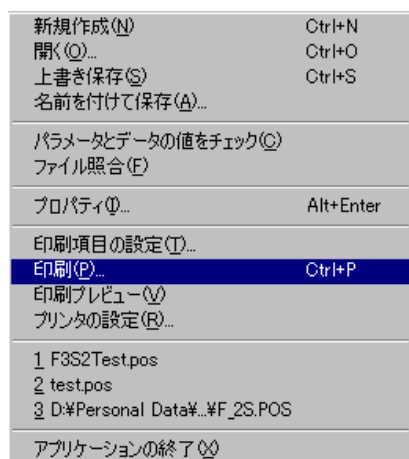 新規作成(N) Ctrl+N
開く(O)... Ctrl+O
上書き保存(S) Ctrl+S
名前を付けて保存(A)...
パラメータとデータの値をチェック(C)
ファイル照合(F)
プロパティ(I)... Alt+Enter
印刷項目の設定(T)...
印刷(P)... Ctrl+P
印刷プレビュー(V)
プリンタの設定(R)...
1 F3S2Test.pos
2 test.pos
3 D:¥Personal Data¥...¥F_2S.POS
アプリケーションの終了(X)